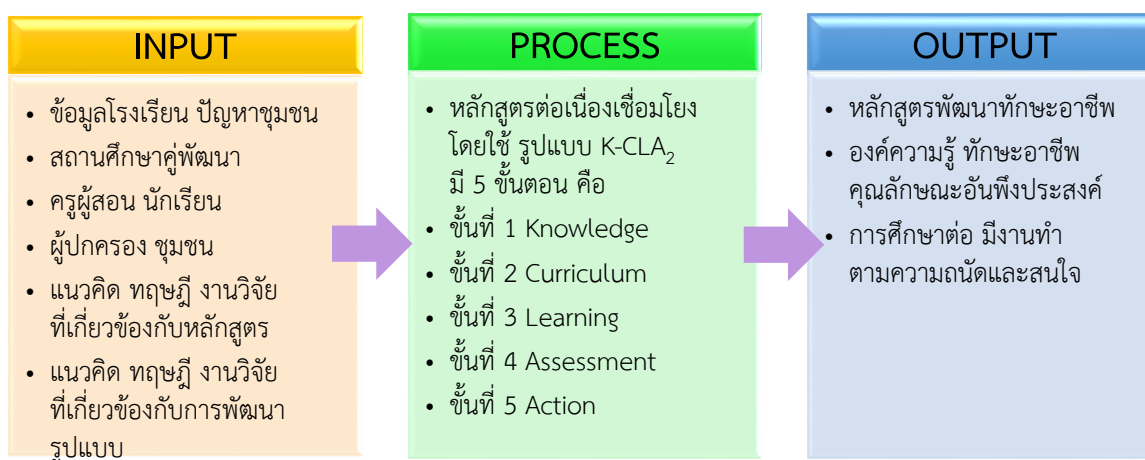 INPUT
• ข้อมูลโรงเรียน ปัญหาชุมชน
• สถานศึกษาคู่พัฒนา
• ครูผู้สอน นักเรียน
• ผู้ปกครอง ชุมชน
• แนวคิด ทฤษฎี งานวิจัย
ที่เกี่ยวข้องกับหลักสูตร
• แนวคิด ทฤษฎี งานวิจัย
ที่เกี่ยวข้องกับการพัฒนา
รูปแบบ
PROCESS
• หลักสูตรต่อเนื่องเชื่อมโยง
โดยใช้ รูปแบบ K-CLA₂
มี 5 ขั้นตอน คือ
• ขั้นที่ 1 Knowledge
• ขั้นที่ 2 Curriculum
• ขั้นที่ 3 Learning
• ขั้นที่ 4 Assessment
• ขั้นที่ 5 Action
OUTPUT
• หลักสูตรพัฒนาทักษะอาชีพ
• องค์ความรู้ ทักษะอาชีพ
คุณลักษณะอันพึงประสงค์
• การศึกษาต่อ มีงานทำ
ตามความถนัดและสนใจ